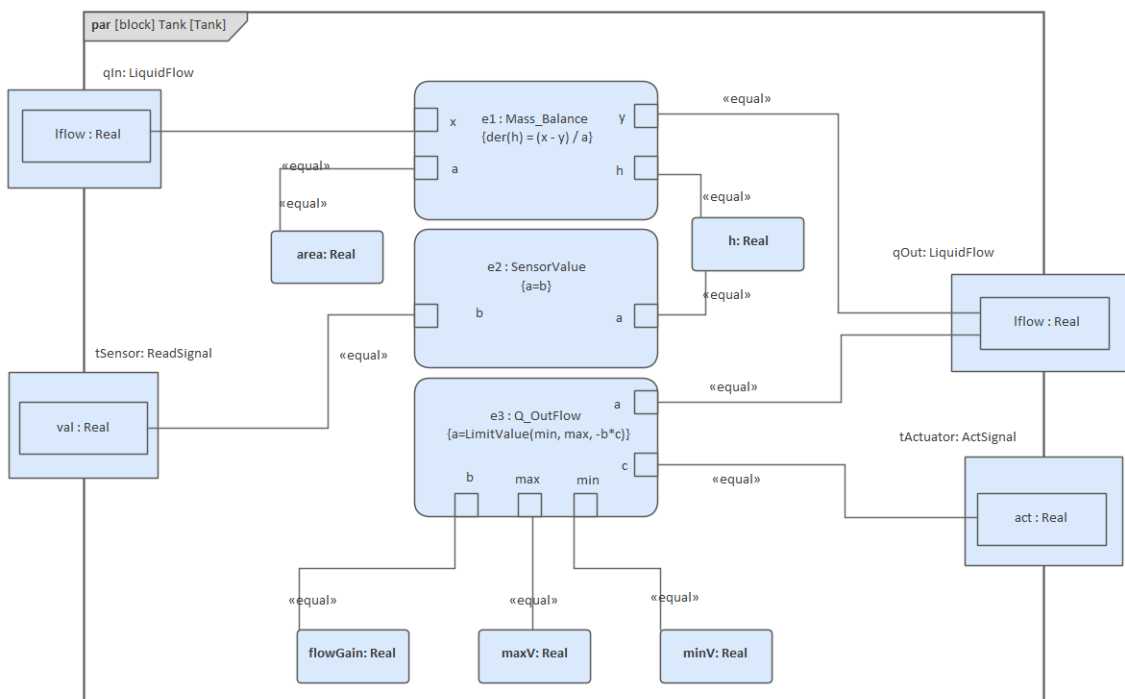 par [block] Tank [Tank]
qIn: LiquidFlow
lflow : Real
x
e1 : Mass_Balance
{der(h) = (x - y) / a}
y
«equal»
«equal»
a
h
«equal»
«equal»
area: Real
h: Real
e2 : SensorValue
{a=b}
b
a
«equal»
qOut: LiquidFlow
lflow : Real
tSensor: ReadSignal
«equal»
val : Real
e3 : Q_OutFlow
{a=LimitValue(min, max, -b*c)}
a
«equal»
c
«equal»
b
max
min
tActuator: ActSignal
act : Real
«equal»
«equal»
«equal»
flowGain: Real
maxV: Real
minV: Real